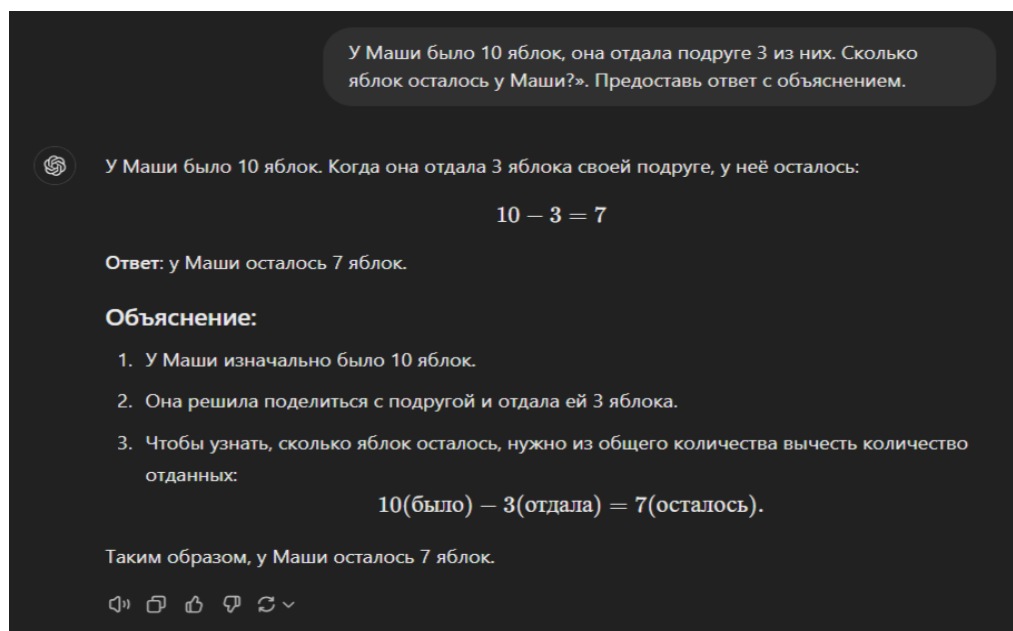 У Маши было 10 яблок, она отдала подруге 3 из них. Сколько
яблок осталось у Маши?». Предоставь ответ с объяснением.
У Маши было 10 яблок. Когда она отдала 3 яблока своей подруге, у неё осталось:
10 − 3 = 7
Ответ: у Маши осталось 7 яблок.
Объяснение:
1. У Маши изначально было 10 яблок.
2. Она решила поделиться с подругой и отдала ей 3 яблока.
3. Чтобы узнать, сколько яблок осталось, нужно из общего количества вычесть количество
отданных:
10(было) − 3(отдала) = 7(осталось).
Таким образом, у Маши осталось 7 яблок.